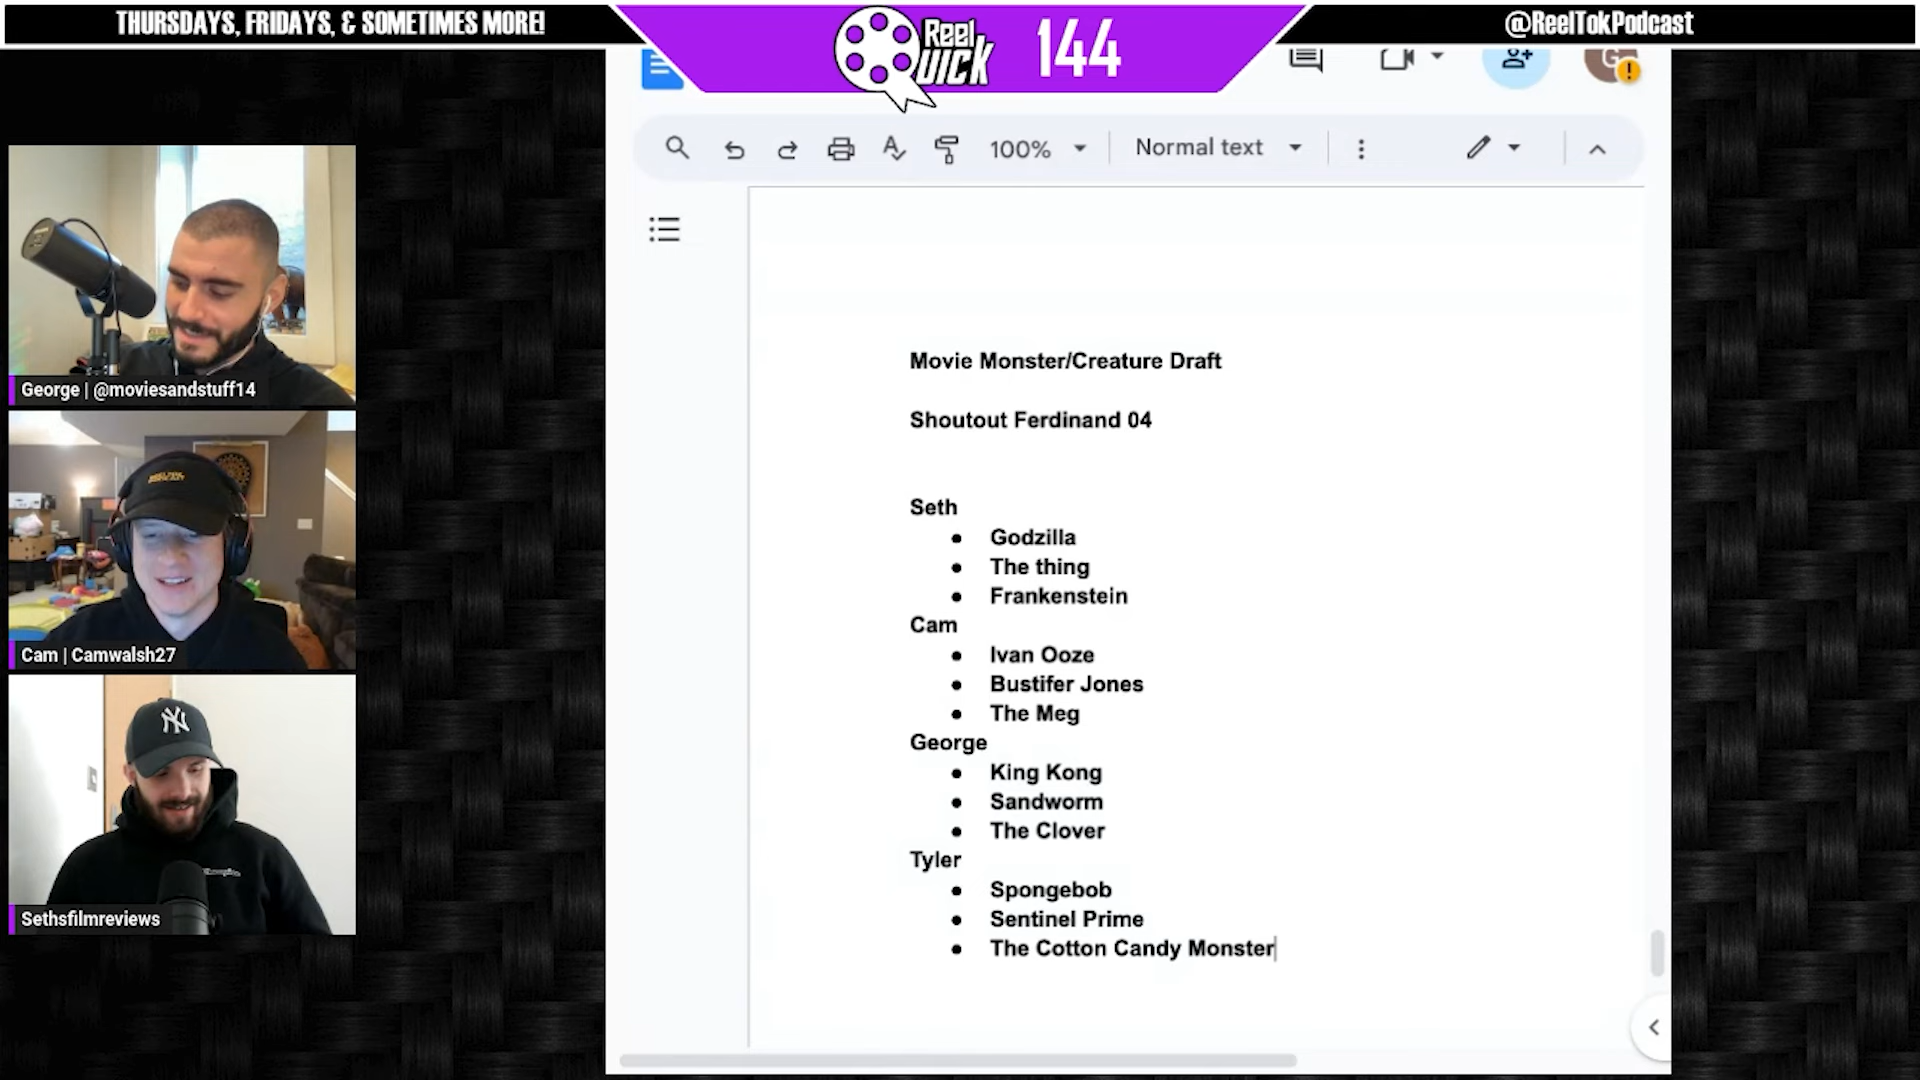 THURSDAYS, FRIDAYS, & SOMETIMES MORE!
Reel
Quick
144
@ReelTokPodcast
G
100%
Normal text
George | @moviesandstuff14
Cam | Camwalsh27
Sethsfilmreviews
Movie Monster/Creature Draft
Shoutout Ferdinand 04
Seth
Godzilla
The thing
Frankenstein
Cam
Ivan Ooze
Bustifer Jones
The Meg
George
King Kong
Sandworm
The Clover
Tyler
Spongebob
Sentinel Prime
The Cotton Candy Monster